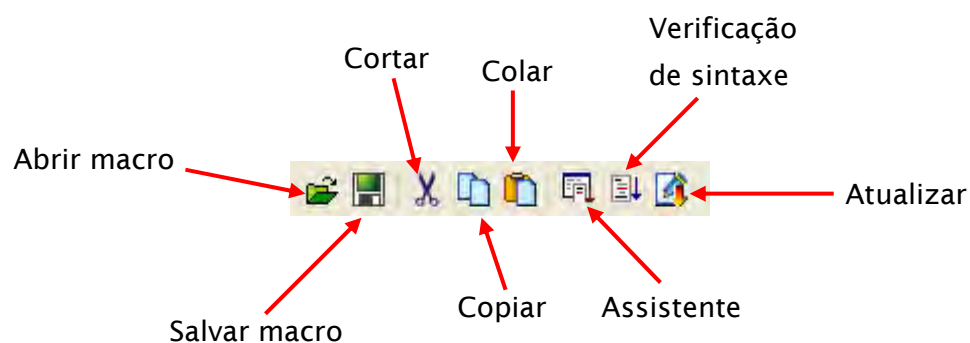 Verificação
de sintaxe
Cortar
Colar
Abrir macro
Atualizar
Copiar
Assistente
Salvar macro